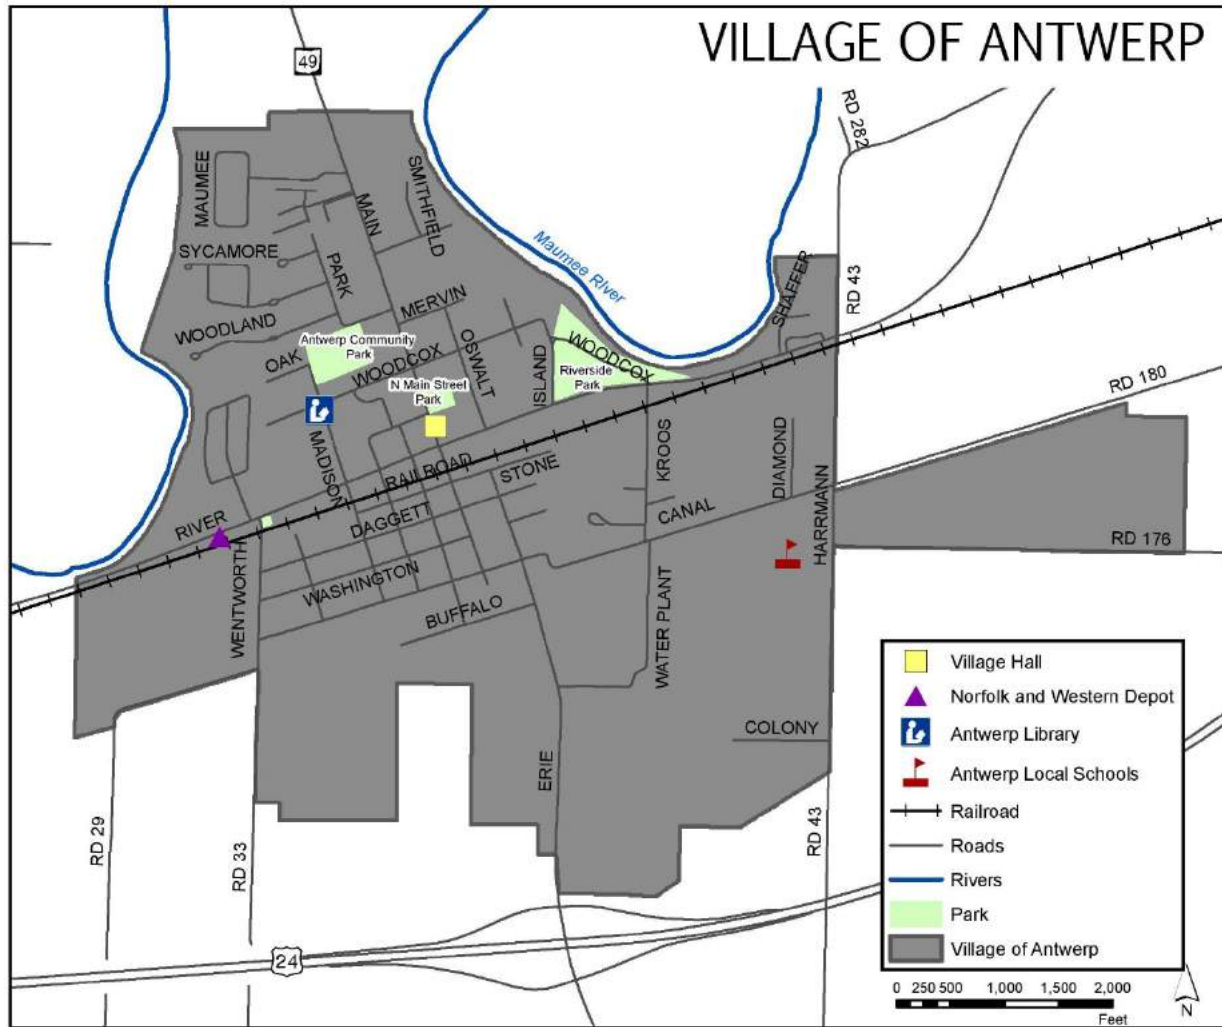 VILLAGE OF ANTWERP
49
RD 282
MAUMEE
SMITHFIELD
MAIN
SYCAMORE
PARK
Maumee River
SHAFFER
RD 43
MERVIN
WOODLAND
OAK
Antwerp Community
Park
WOODCOX
OSWALT
ISLAND
WOODCOX
Riverside
Park
N Main Street
Park
RD 180
MADISON
RAILROAD
STONE
KROOS
DIAMOND
HARRMANN
RIVER
DAGGETT
CANAL
RD 176
WENTWORTH
WASHINGTON
BUFFALO
WATER PLANT
COLONY
ERIE
RD 29
RD 33
RD 43
24
Village Hall
Norfolk and Western Depot
Antwerp Library
Antwerp Local Schools
Railroad
Roads
Rivers
Park
Village of Antwerp
0 250 500 1,000 1,500 2,000
Feet
N